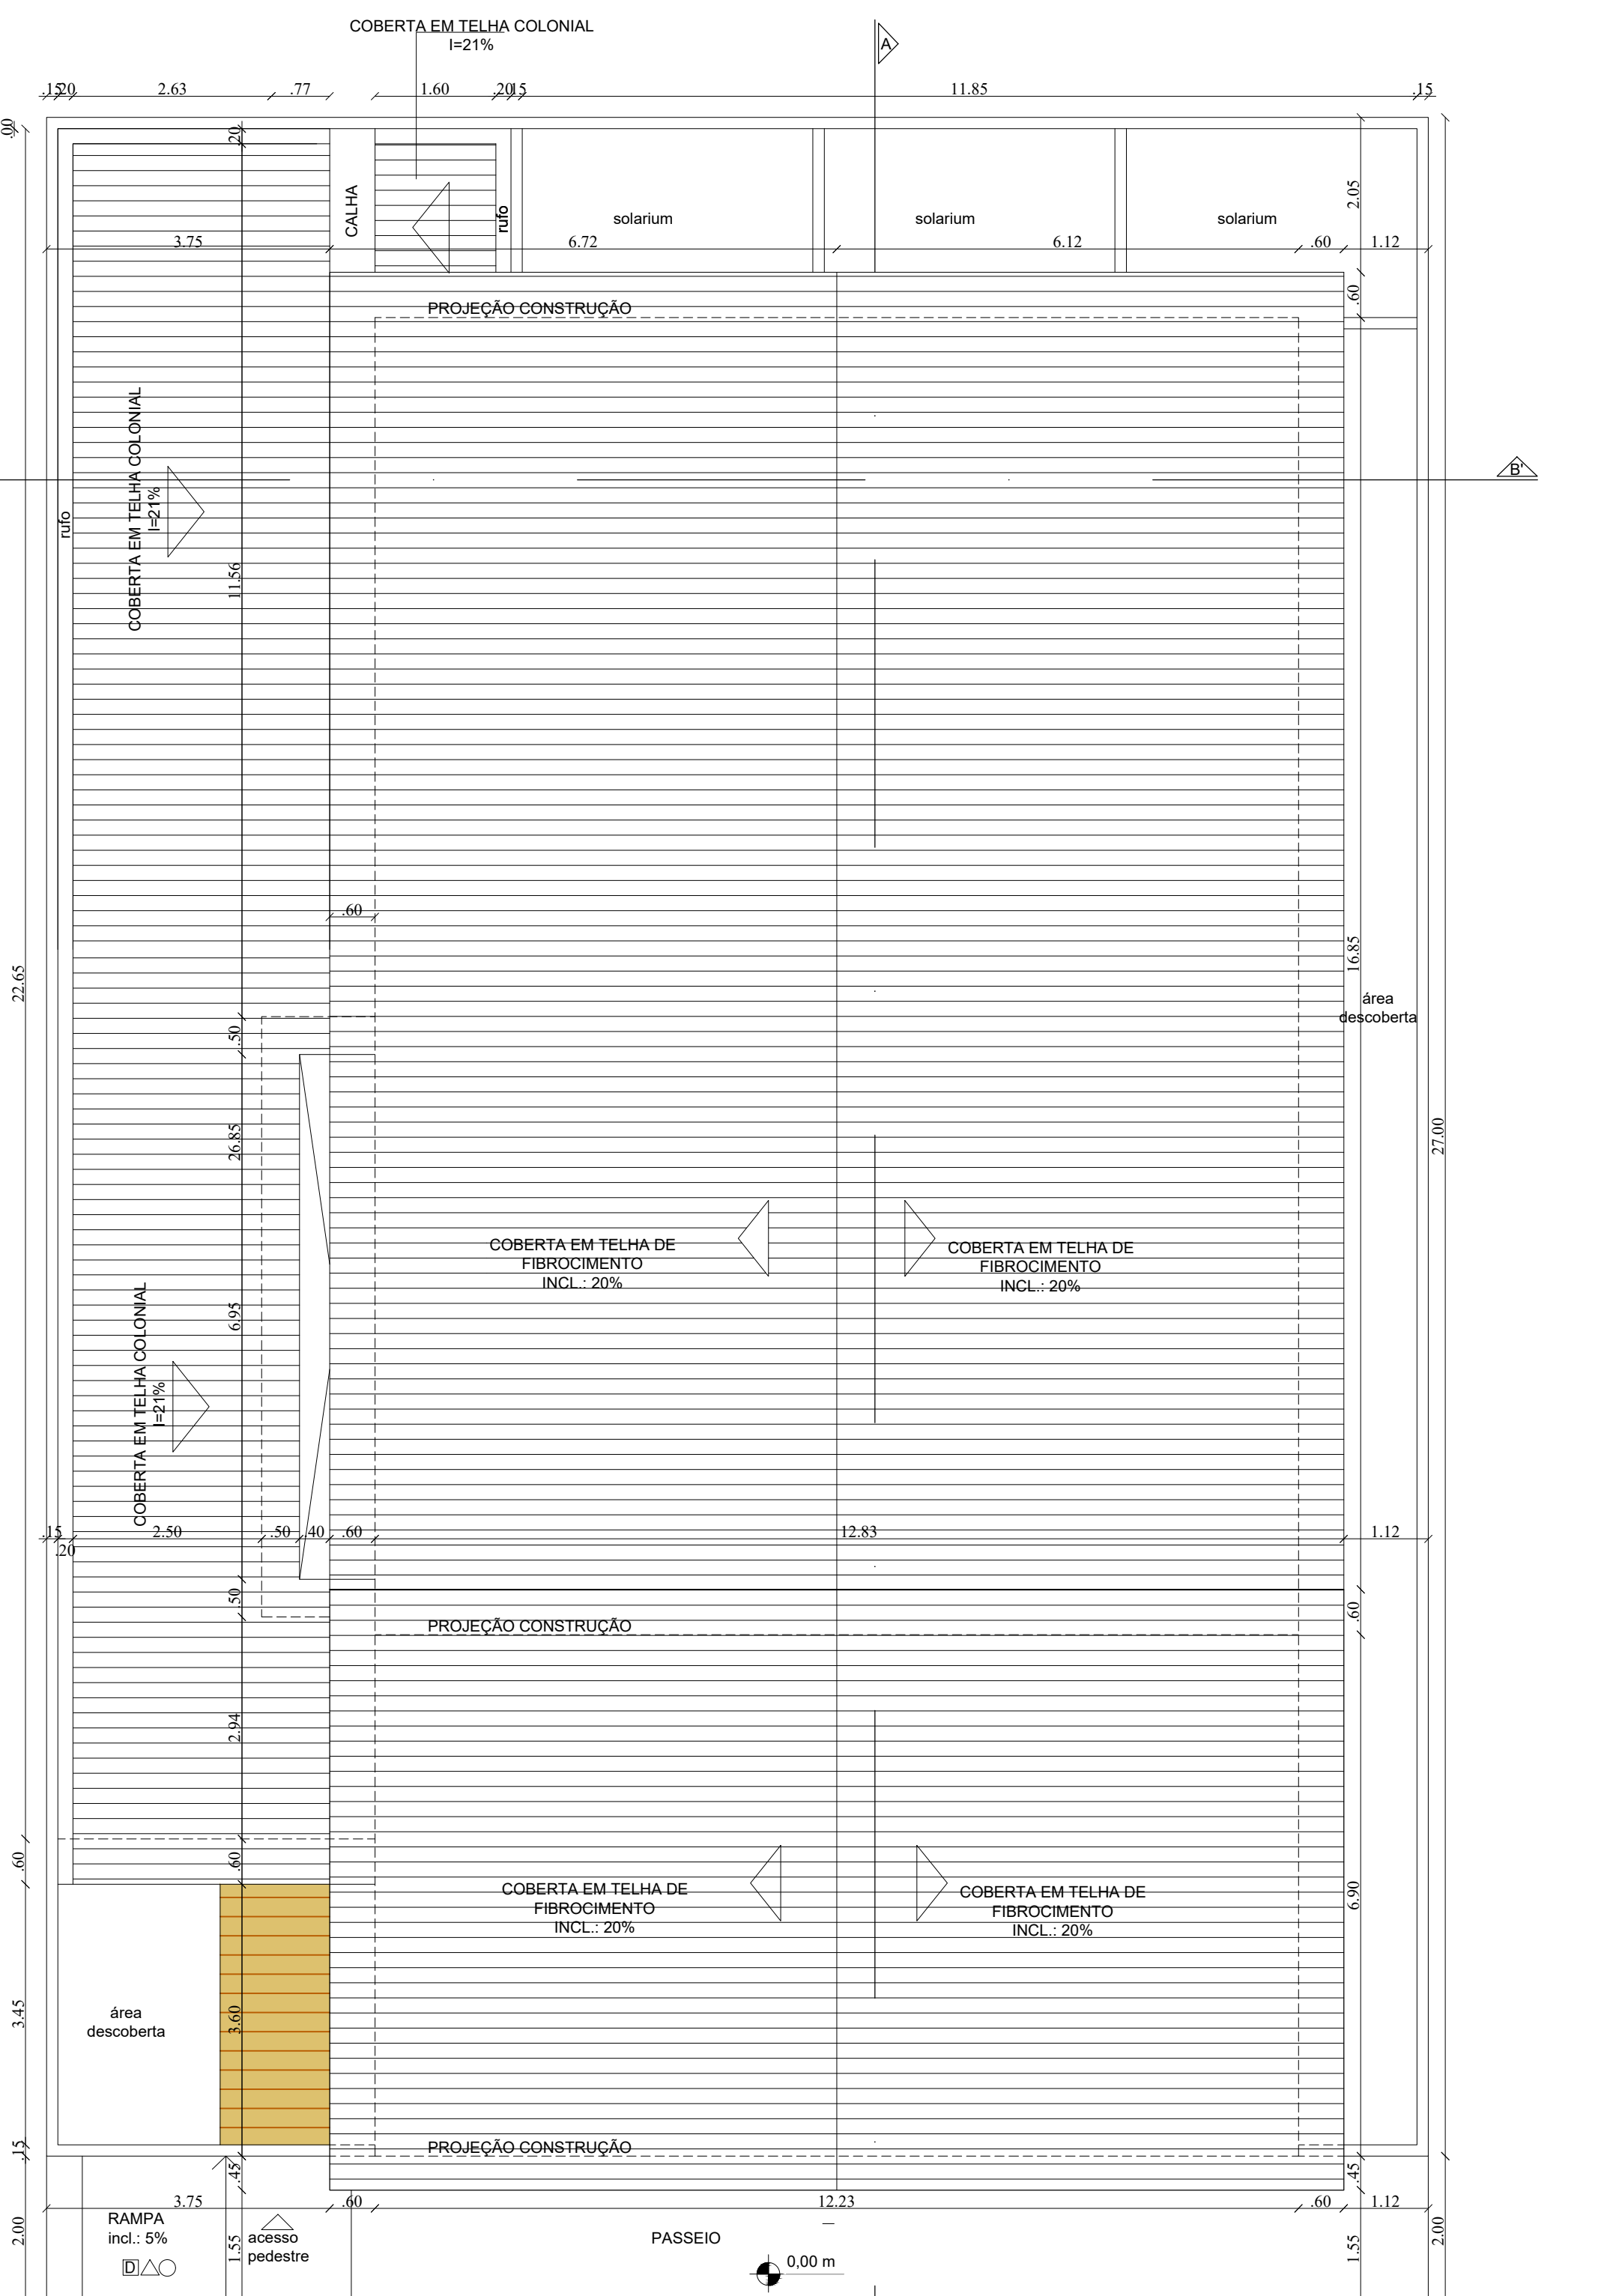 COBERTA EM TELHA COLONIAL
I=21%
A
.15
.20
2.63
.77
1.60
.20
.15
11.85
.15
.00
.20
CALHA
rufo
solarium
solarium
solarium
2.05
3.75
6.72
6.12
.60
1.12
PROJEÇÃO CONSTRUÇÃO
.60
COBERTA EM TELHA COLONIAL
I=21%
rufo
B'
11.56
.60
22.65
16.85
área
descoberta
.50
26.85
27.00
COBERTA EM TELHA DE
FIBROCIMENTO
INCL.: 20%
COBERTA EM TELHA DE
FIBROCIMENTO
INCL.: 20%
6.95
COBERTA EM TELHA COLONIAL
I=21%
.15
.20
2.50
.50
.40
.60
12.83
1.12
.50
PROJEÇÃO CONSTRUÇÃO
.60
2.94
.60
.60
COBERTA EM TELHA DE
FIBROCIMENTO
INCL.: 20%
COBERTA EM TELHA DE
FIBROCIMENTO
INCL.: 20%
6.90
3.45
área
descoberta
3.60
.15
PROJEÇÃO CONSTRUÇÃO
.45
.45
3.75
.60
12.23
.60
1.12
2.00
RAMPA
incl.: 5%
D
1.55
acesso
pedestre
PASSEIO
0,00 m
1.55
2.00